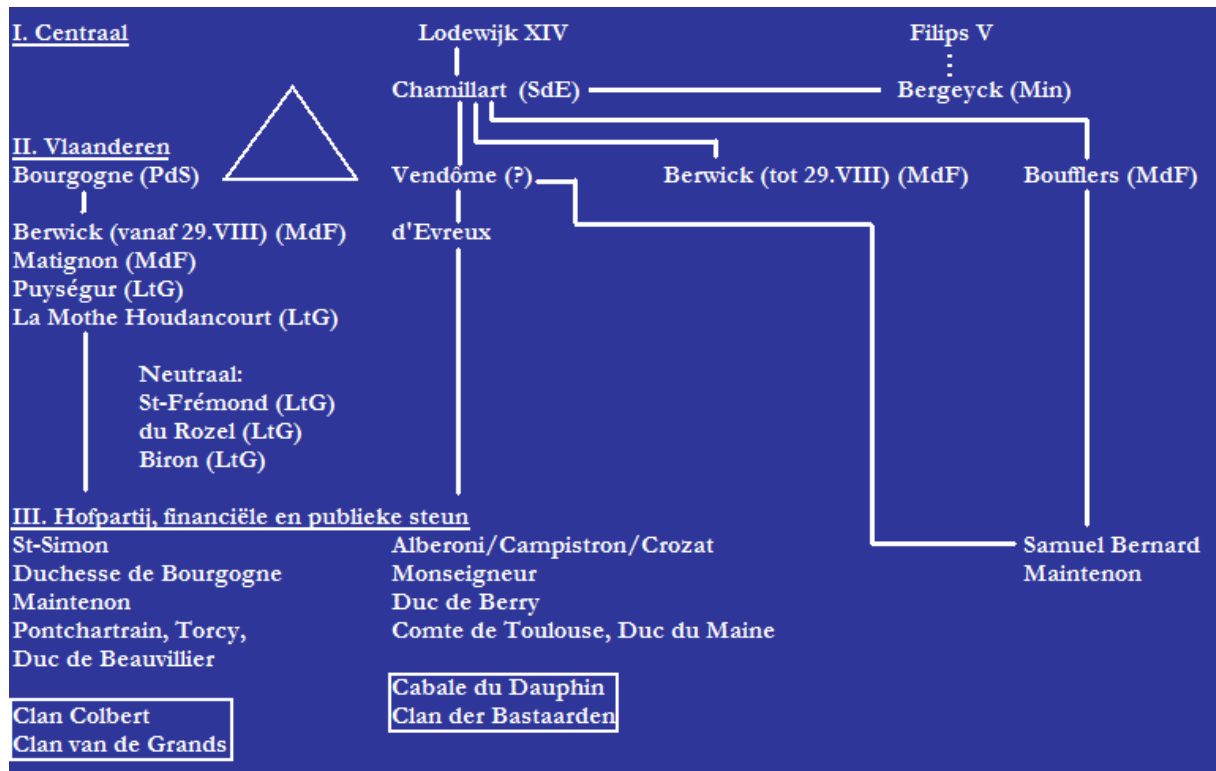 I. Centraal
Lodewijk XIV
Filips V
Chamillart (SdE)
Bergeyck (Min)
II. Vlaanderen
Bourgogne (PdS)
Vendôme (?)
Berwick (tot 29.VIII) (MdF)
Boufflers (MdF)
Berwick (vanaf 29.VIII) (MdF)
d'Evreux
Matignon (MdF)
Puységur (LtG)
La Mothe Houdancourt (LtG)
Neutraal:
St-Frémond (LtG)
du Rozel (LtG)
Biron (LtG)
III. Hofpartij, financiële en publieke steun
St-Simon
Duchesse de Bourgogne
Maintenon
Pontchartrain, Torcy,
Duc de Beauvillier
Alberoni/Campistron/Crozat
Monseigneur
Duc de Berry
Comte de Toulouse, Duc du Maine
Samuel Bernard
Maintenon
Clan Colbert
Clan van de Grands
Cabale du Dauphin
Clan der Bastaarden